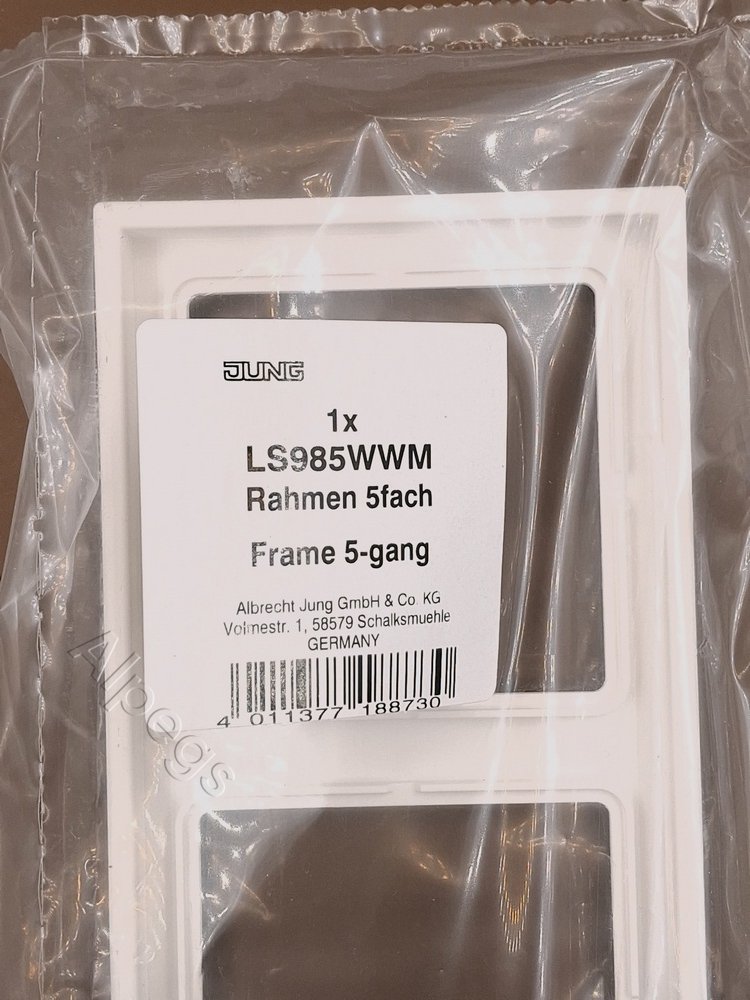 JUNG
1x
LS985WWM
Rahmen 5fach
Frame 5-gang
Albrecht Jung GmbH & Co. KG
Volmestr. 1, 58579 Schalksmuehle
GERMANY
4 011377 188730
Alpegs